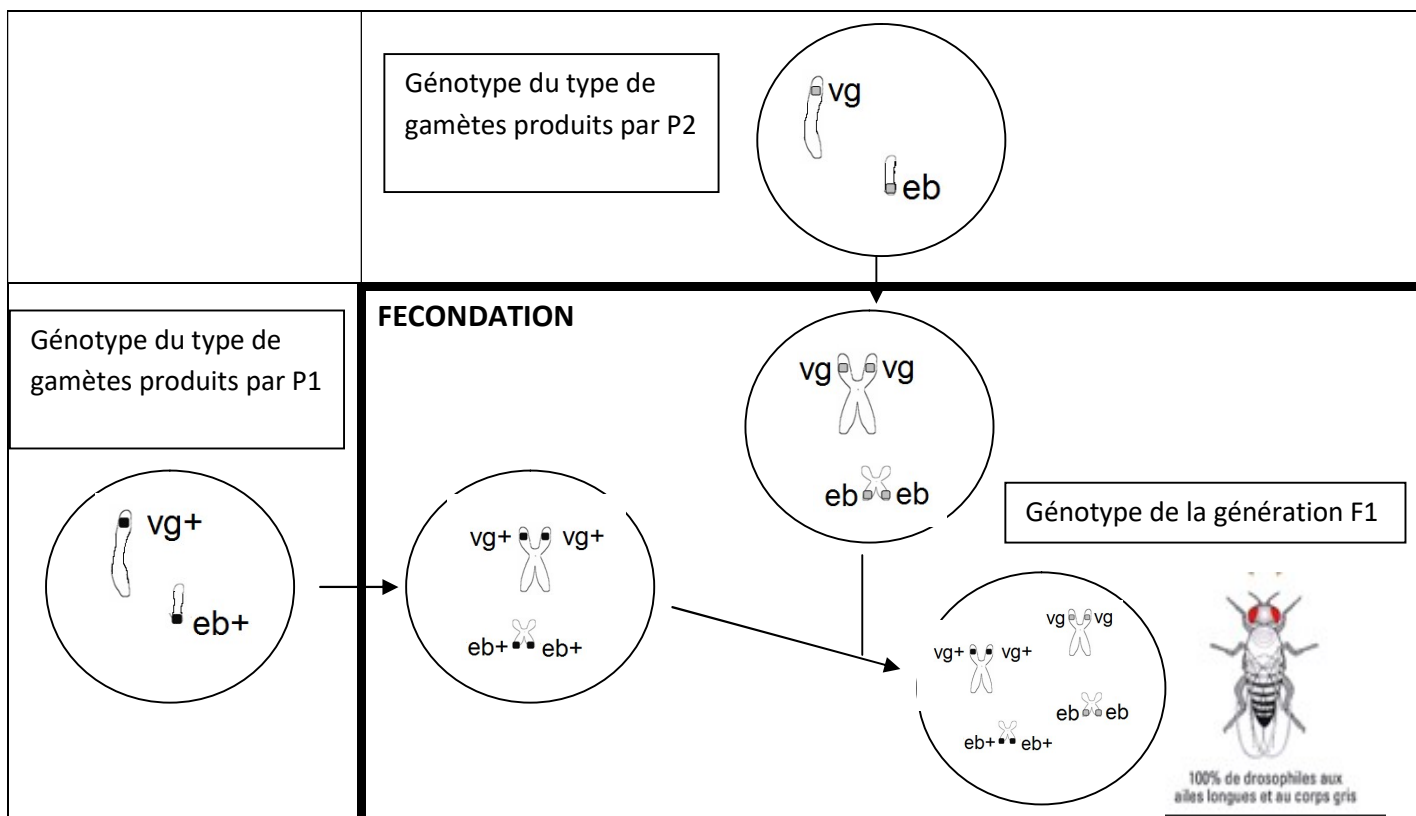 Génotype du type de
gamètes produits par P2
vg
eb
Génotype du type de
gamètes produits par P1
vg+
eb+
FECONDATION
vg vg
eb eb
vg+ vg+
eb+ eb+
Génotype de la génération F1
vg vg
vg+ vg+
eb eb
eb+ eb+
100% de drosophiles aux
ailes longues et au corps gris